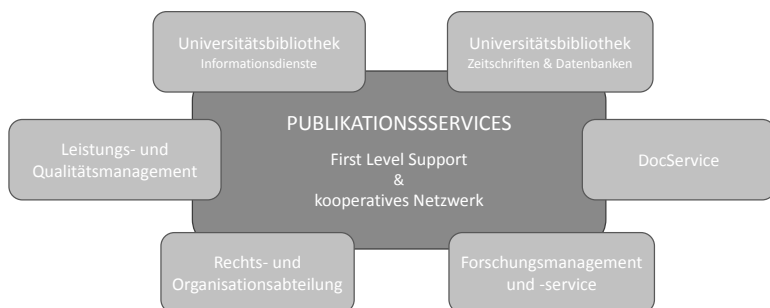 Universitätsbibliothek
Informationsdienste
Universitätsbibliothek
Zeitschriften & Datenbanken
PUBLIKATIONSSSERVICES
First Level Support
&
kooperatives Netzwerk
Leistungs- und
Qualitätsmanagement
DocService
Rechts- und
Organisationsabteilung
Forschungsmanagement
und -service